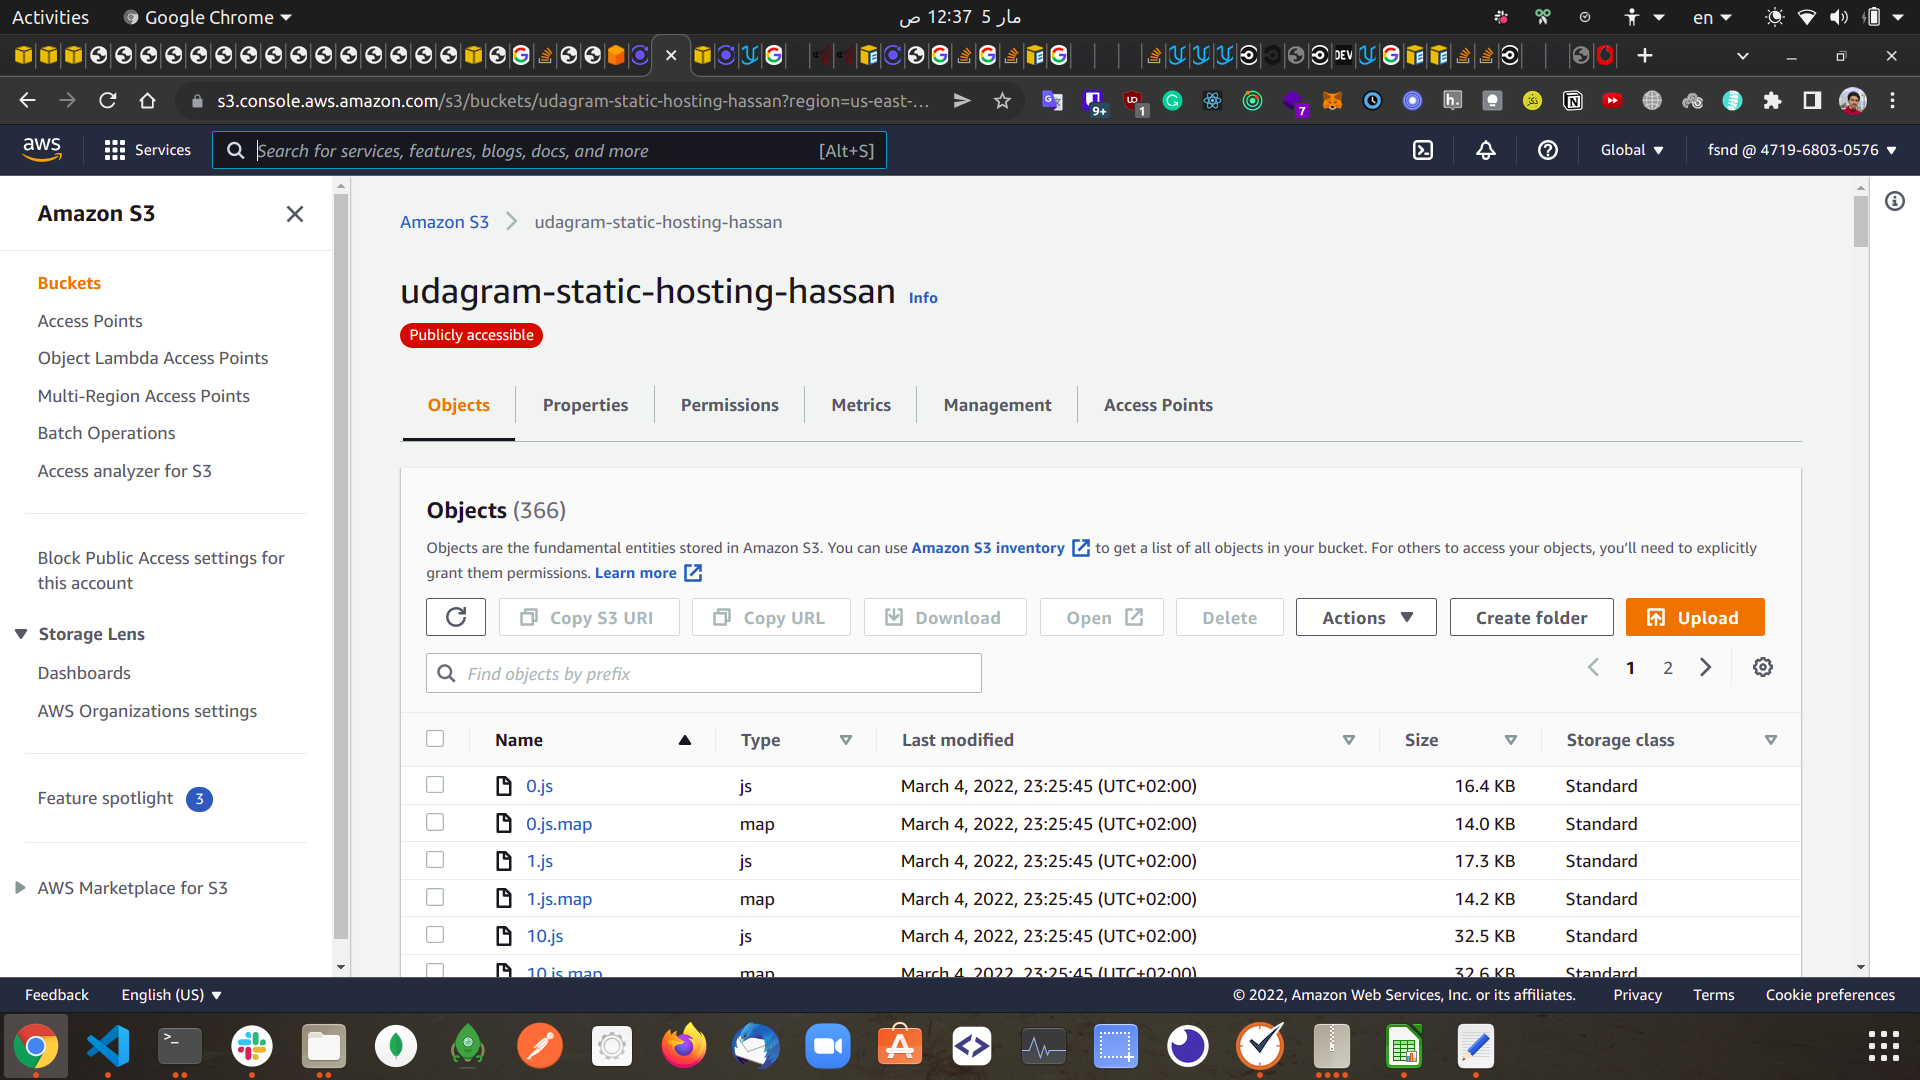 Activities
Google Chrome
مار 5  12:37 ص
en
s3.console.aws.amazon.com/s3/buckets/udagram-static-hosting-hassan?region=us-east-...
aws
Services
Search for services, features, blogs, docs, and more
[Alt+S]
Global
fsnd @ 4719-6803-0576
Amazon S3
Buckets
Access Points
Object Lambda Access Points
Multi-Region Access Points
Batch Operations
Access analyzer for S3
Block Public Access settings for
this account
Storage Lens
Dashboards
AWS Organizations settings
Feature spotlight 3
AWS Marketplace for S3
Amazon S3
udagram-static-hosting-hassan
udagram-static-hosting-hassan Info
Publicly accessible
Objects
Properties
Permissions
Metrics
Management
Access Points
Objects (366)
Objects are the fundamental entities stored in Amazon S3. You can use Amazon S3 inventory to get a list of all objects in your bucket. For others to access your objects, you'll need to explicitly
grant them permissions. Learn more
Copy S3 URI
Copy URL
Download
Open
Delete
Actions
Create folder
Upload
Find objects by prefix
1 2
Name Type Last modified Size Storage class
0.js js March 4, 2022, 23:25:45 (UTC+02:00) 16.4 KB Standard
0.js.map map March 4, 2022, 23:25:45 (UTC+02:00) 14.0 KB Standard
1.js js March 4, 2022, 23:25:45 (UTC+02:00) 17.3 KB Standard
1.js.map map March 4, 2022, 23:25:45 (UTC+02:00) 14.2 KB Standard
10.js js March 4, 2022, 23:25:45 (UTC+02:00) 32.5 KB Standard
10.js.map map March 4, 2022, 23:25:45 (UTC+02:00) 32.6 KB Standard
Feedback
English (US)
© 2022, Amazon Web Services, Inc. or its affiliates.
Privacy
Terms
Cookie preferences